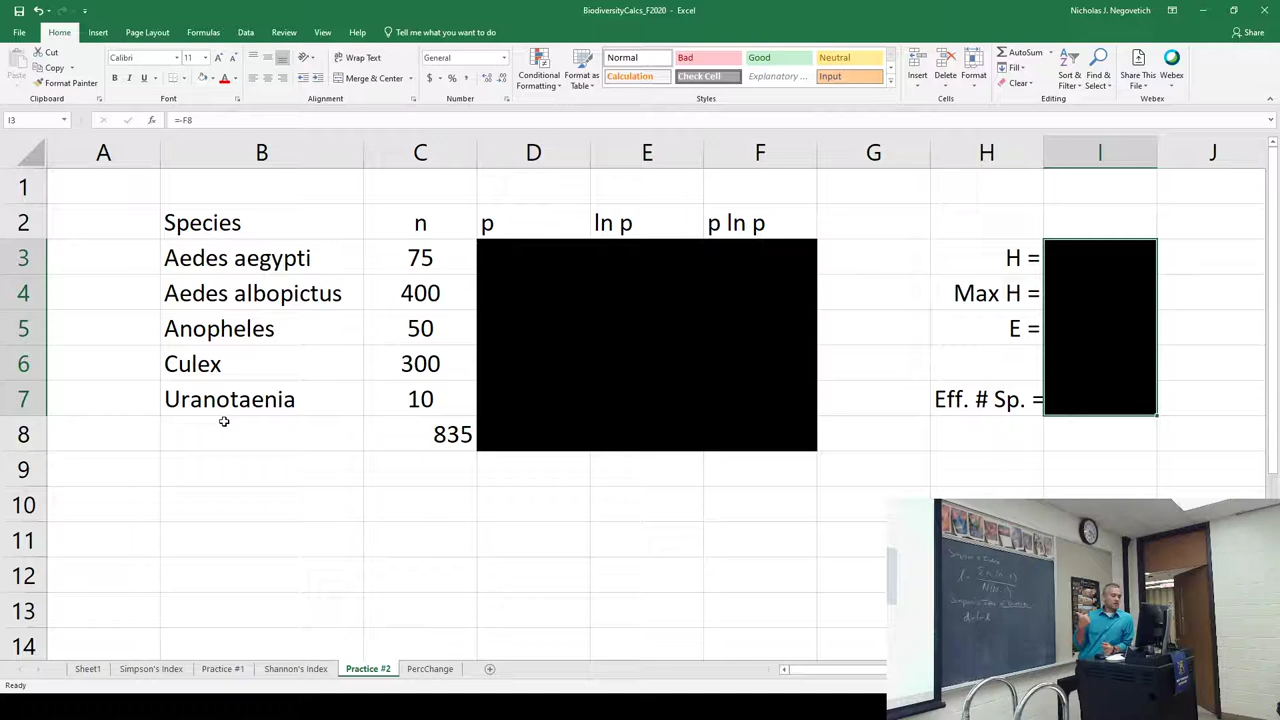 BiodiversityCalcs_F2020 - Excel
Nicholas J. Negovetich
File Home Insert Page Layout Formulas Data Review View Help Tell me what you want to do Share
Cut Calibri 11 Wrap Text General Normal Bad Good Neutral AutoSum
Paste Copy Merge & Center Conditional Formatting Format as Table Calculation Check Cell Explanatory ... Input Insert Delete Format Fill Sort & Filter Find & Select Share This File Webex
Format Painter B I U $ % Clear
Clipboard Font Alignment Number Styles Cells Editing Webex
I3 fx =-F8
A B C D E F G H I J
1
2 Species n p ln p p ln p
3 Aedes aegypti 75 H =
4 Aedes albopictus 400 Max H =
5 Anopheles 50 E =
6 Culex 300
7 Uranotaenia 10 Eff. # Sp. =
8 835
9
10
11
12
13
14
Sheet1 Simpson's Index Practice #1 Shannon's Index Practice #2 PercChange
Ready